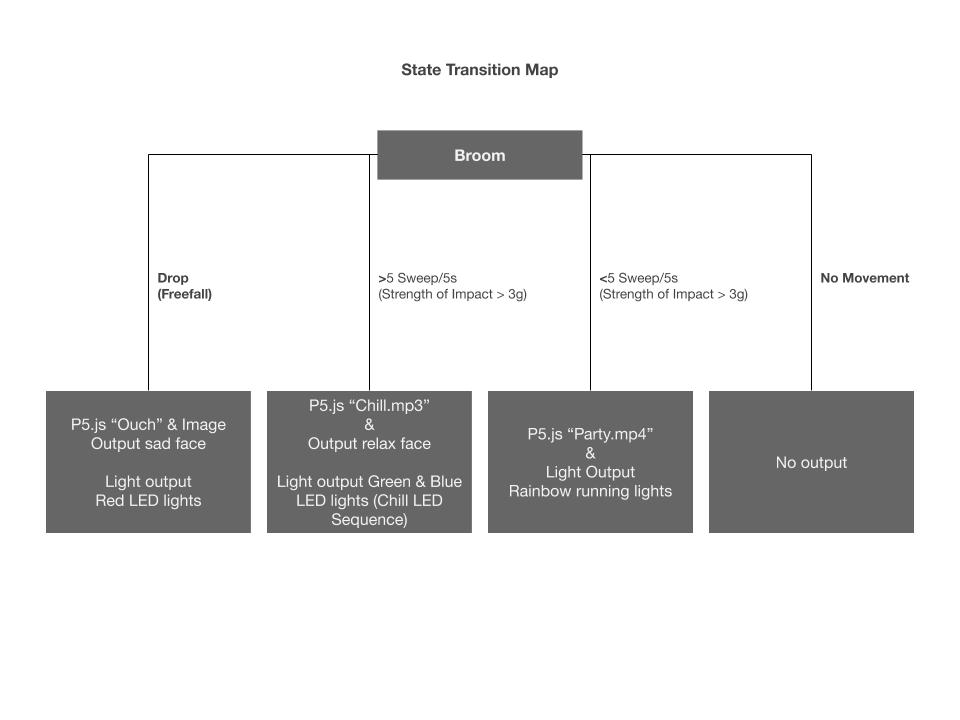 State Transition Map
Broom
Drop
(Freefall)
>5 Sweep/5s
(Strength of Impact > 3g)
<5 Sweep/5s
(Strength of Impact > 3g)
No Movement
P5.js “Ouch” & Image
Output sad face
Light output
Red LED lights
P5.js “Chill.mp3”
&
Output relax face
Light output Green & Blue
LED lights (Chill LED
Sequence)
P5.js “Party.mp4”
&
Light Output
Rainbow running lights
No output